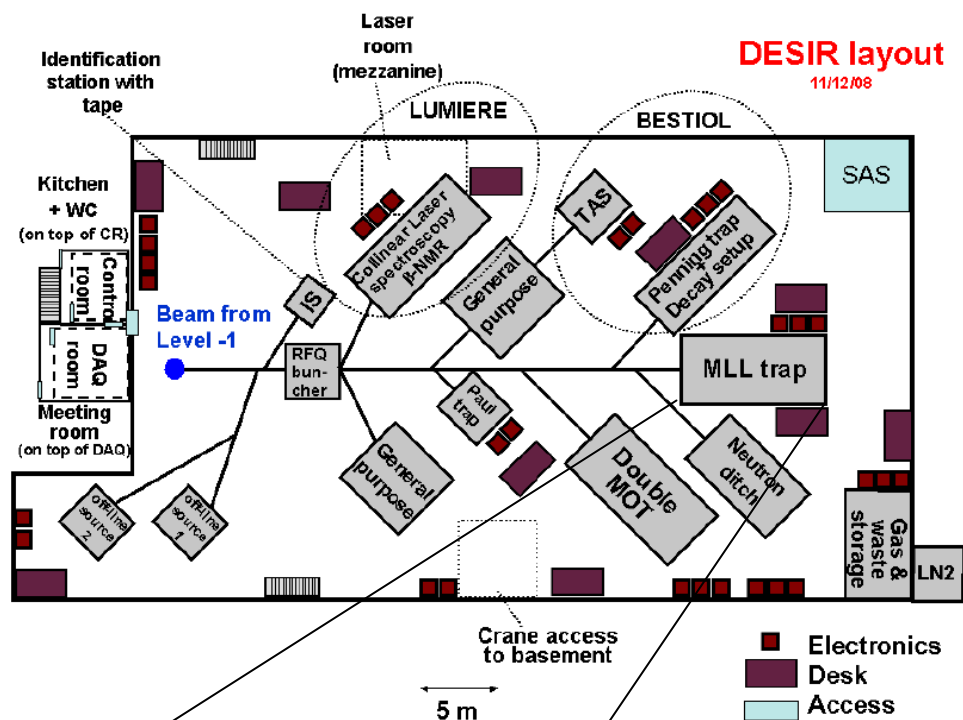 Laser
room
(mezzanine)
DESIR layout
11/12/08
Identification
station with
tape
LUMIERE
BESTIOL
SAS
Kitchen
+ WC
(on top of CR)
Control
room
DAQ
room
Meeting
room
(on top of DAQ)
Beam from
Level -1
IS
Collinear Laser
spectroscopy
β-NMR
TAS
General
purpose
Penning trap
+
Decay setup
RFQ
bun-
cher
MLL trap
Paul
trap
General
purpose
Double
MOT
Neutron
ditch
off-line
source 2
off-line
source 1
Gas &
waste
storage
LN2
Crane access
to basement
5 m
Electronics
Desk
Access